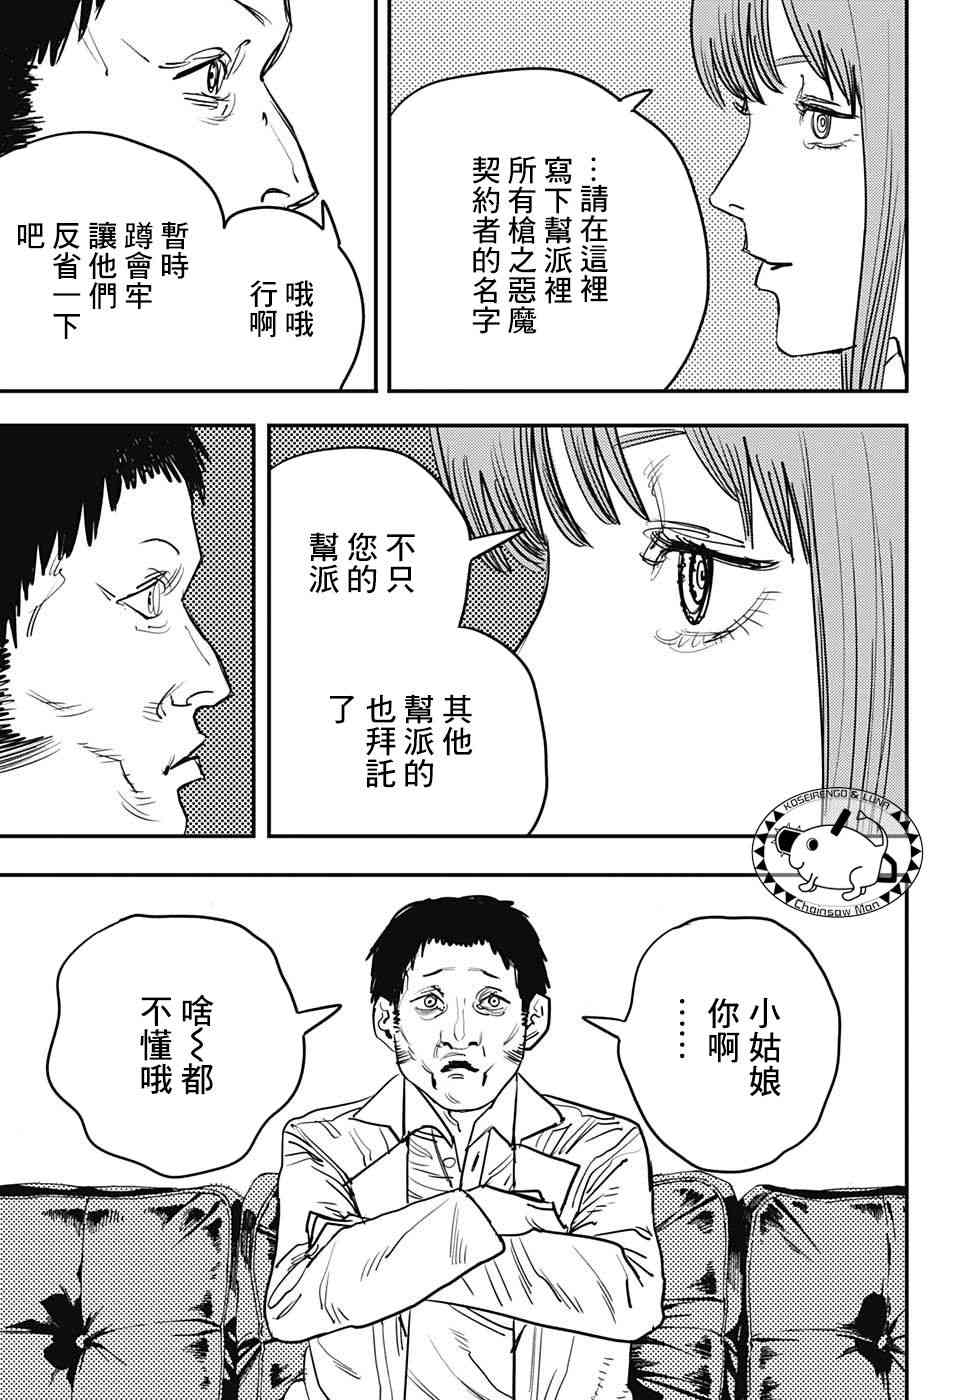 …請在這裡
寫下幫派裡
所有槍之惡魔
契約者的名字
哦哦
行啊
暫時
蹲會牢
讓他們
反省一下
吧
不只
您的
幫派
其他
幫派的
也拜託
了
KOSEIRENGO & LUNA
Chainsaw Man
小姑娘
你啊
……
啥~都
不懂哦